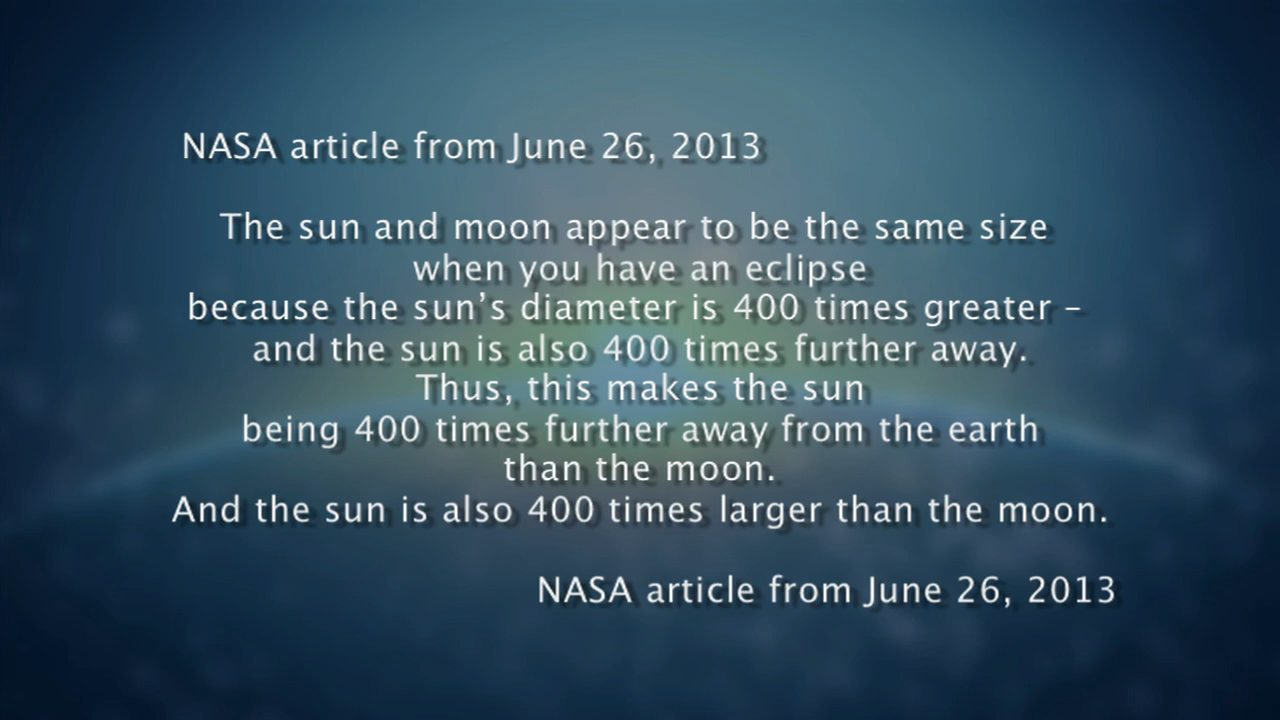 NASA article from June 26, 2013
The sun and moon appear to be the same size
when you have an eclipse
because the sun’s diameter is 400 times greater –
and the sun is also 400 times further away.
Thus, this makes the sun
being 400 times further away from the earth
than the moon.
And the sun is also 400 times larger than the moon.
NASA article from June 26, 2013